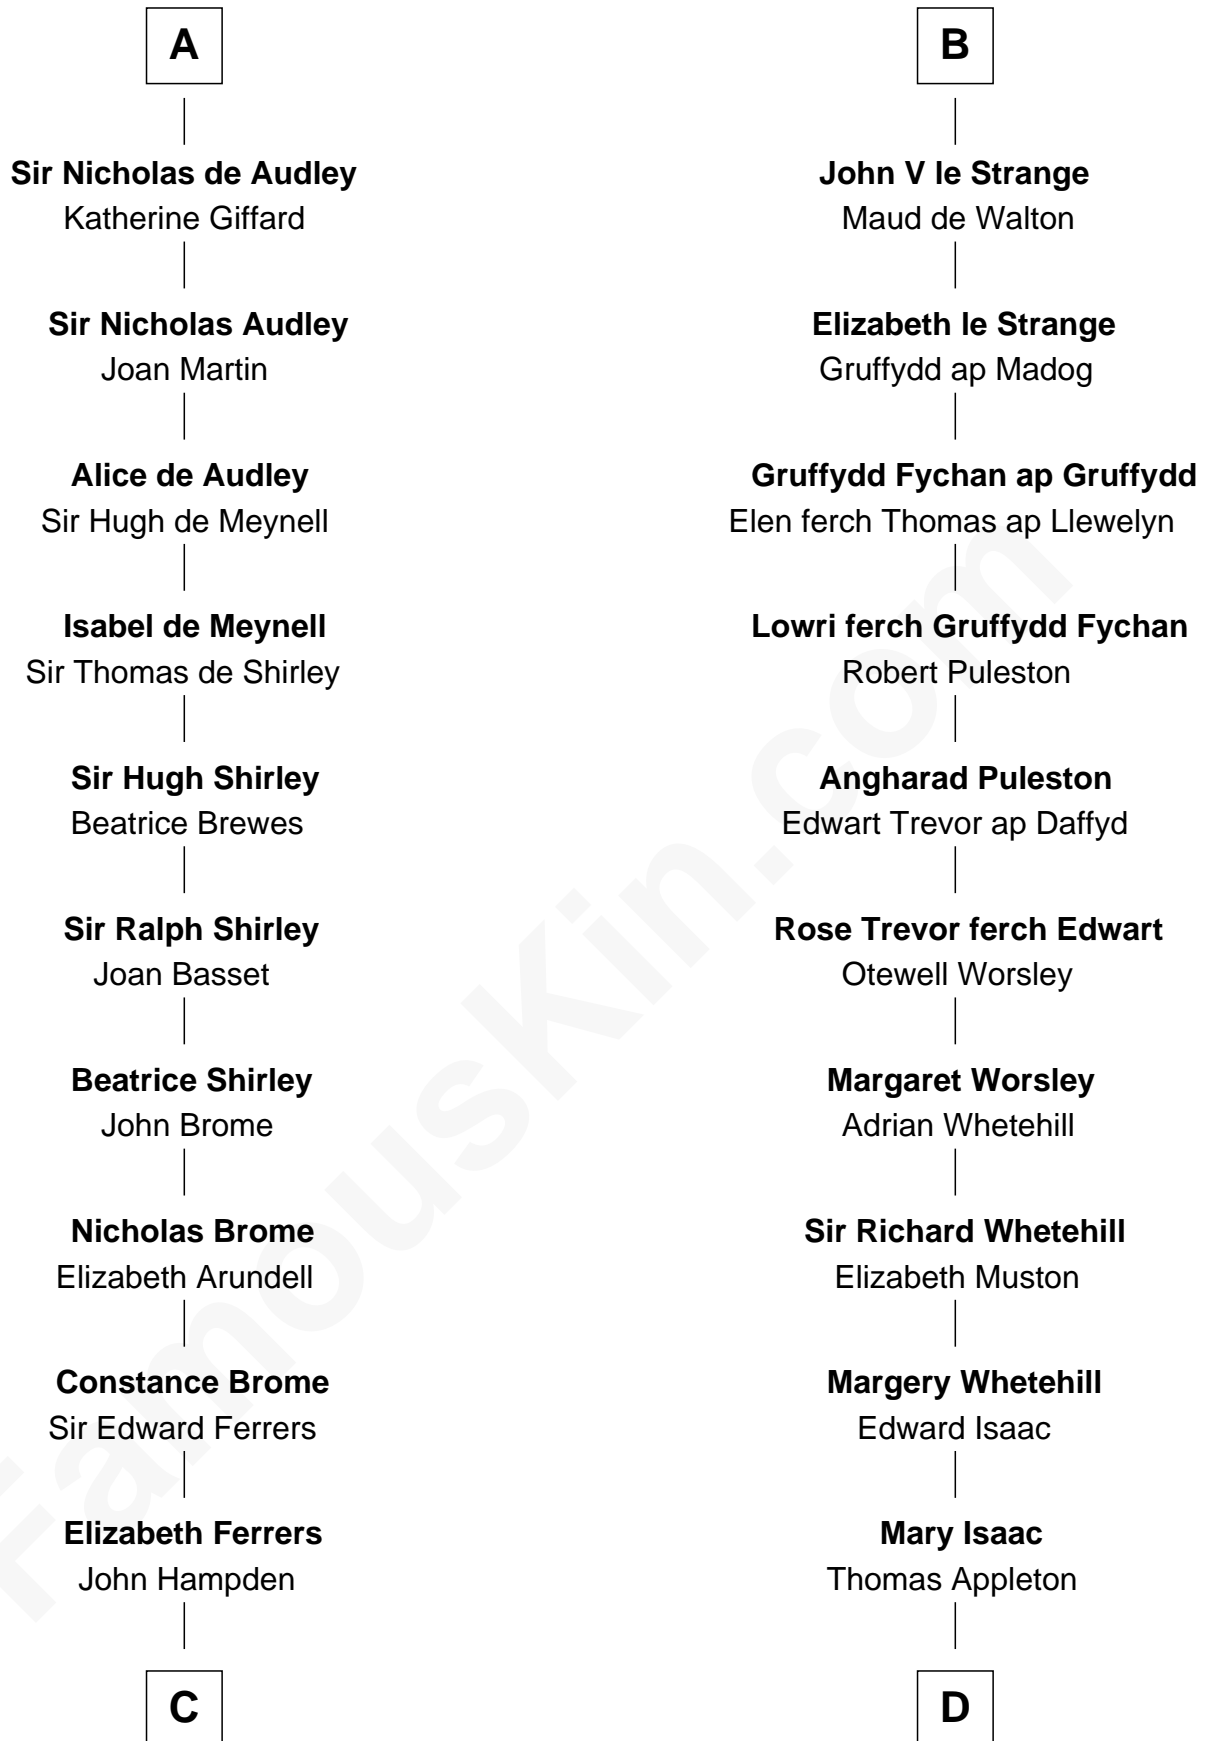 A
Sir Nicholas de Audley
Katherine Giffard
Sir Nicholas Audley
Joan Martin
Alice de Audley
Sir Hugh de Meynell
Isabel de Meynell
Sir Thomas de Shirley
Sir Hugh Shirley
Beatrice Brewes
Sir Ralph Shirley
Joan Basset
Beatrice Shirley
John Brome
Nicholas Brome
Elizabeth Arundell
Constance Brome
Sir Edward Ferrers
Elizabeth Ferrers
John Hampden
C
B
John V le Strange
Maud de Walton
Elizabeth le Strange
Gruffydd ap Madog
Gruffydd Fychan ap Gruffydd
Elen ferch Thomas ap Llewelyn
Lowri ferch Gruffydd Fychan
Robert Puleston
Angharad Puleston
Edwart Trevor ap Daffyd
Rose Trevor ferch Edwart
Otewell Worsley
Margaret Worsley
Adrian Whetehill
Sir Richard Whetehill
Elizabeth Muston
Margery Whetehill
Edward Isaac
Mary Isaac
Thomas Appleton
D
FamousKin.com